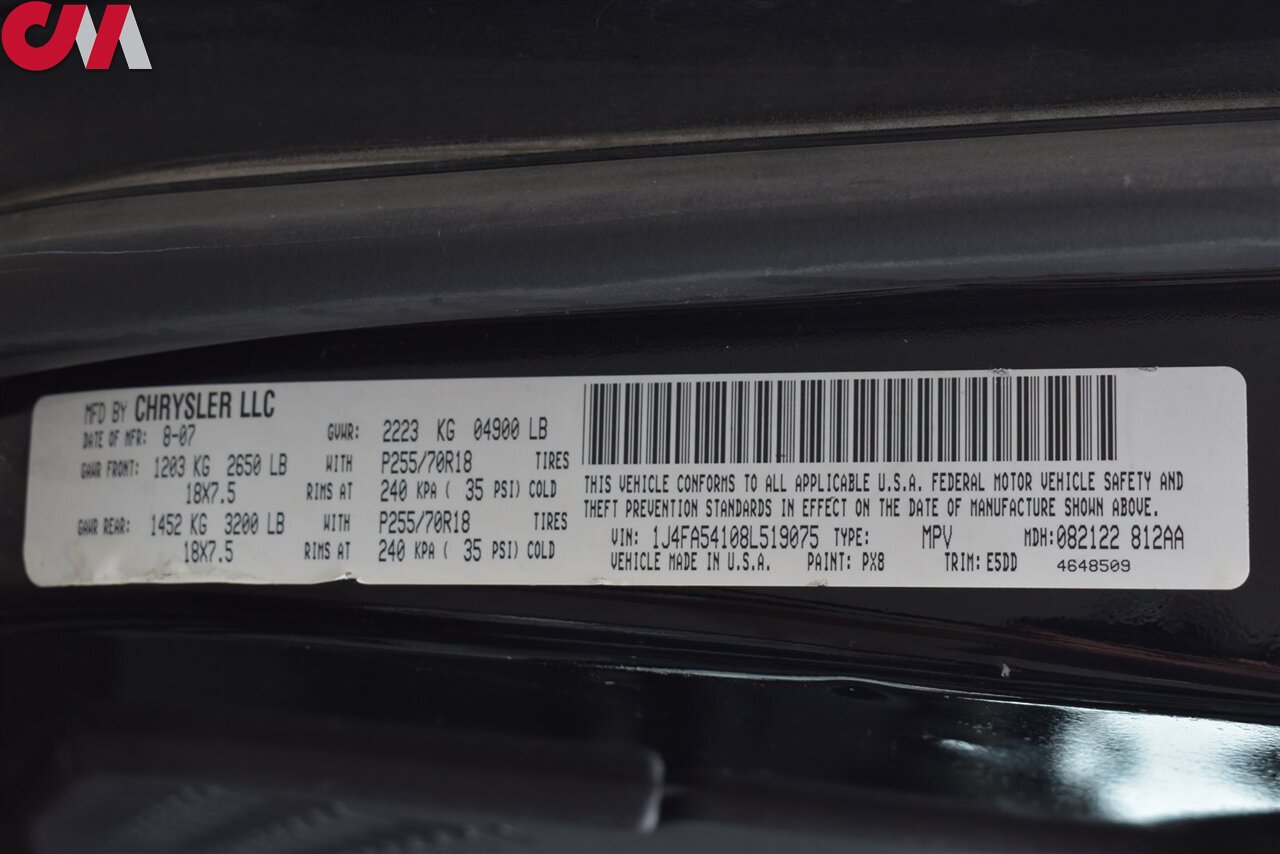 CM
MFD BY CHRYSLER LLC
DATE OF MFR: 8-07 GVWR: 2223 KG 04900 LB
GAWR FRONT: 1203 KG 2650 LB WITH P255/70R18 TIRES
18X7.5 RIMS AT 240 KPA ( 35 PSI) COLD
GAWR REAR: 1452 KG 3200 LB WITH P255/70R18 TIRES
18X7.5 RIMS AT 240 KPA ( 35 PSI) COLD
THIS VEHICLE CONFORMS TO ALL APPLICABLE U.S.A. FEDERAL MOTOR VEHICLE SAFETY AND
THEFT PREVENTION STANDARDS IN EFFECT ON THE DATE OF MANUFACTURE SHOWN ABOVE.
VIN: 1J4FA54108L519075 TYPE: MPV MDH: 082122 812AA
VEHICLE MADE IN U.S.A. PAINT: PX8 TRIM: E5DD 4648509